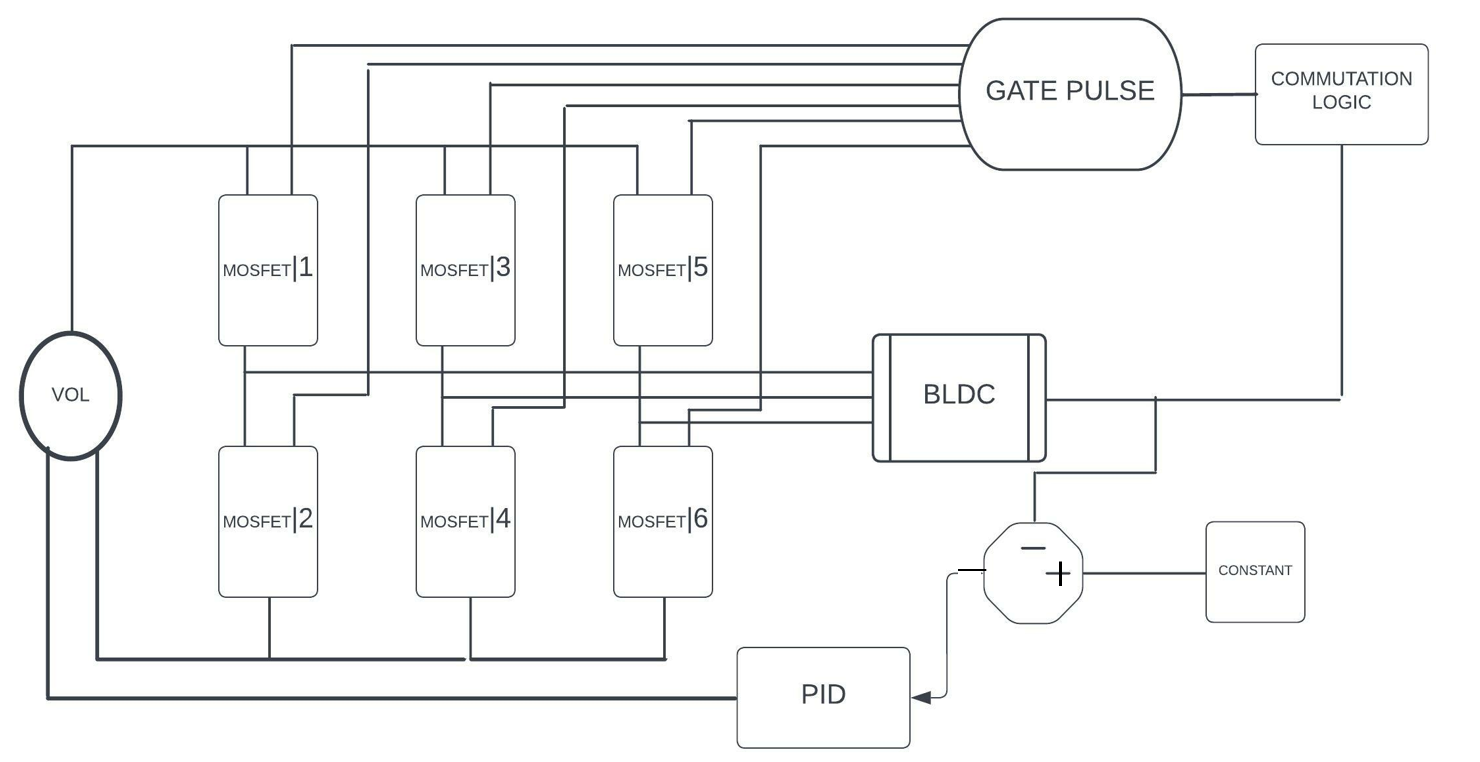 GATE PULSE
COMMUTATION
LOGIC
MOSFET|1
MOSFET|3
MOSFET|5
VOL
BLDC
MOSFET|2
MOSFET|4
MOSFET|6
−
+
CONSTANT
PID